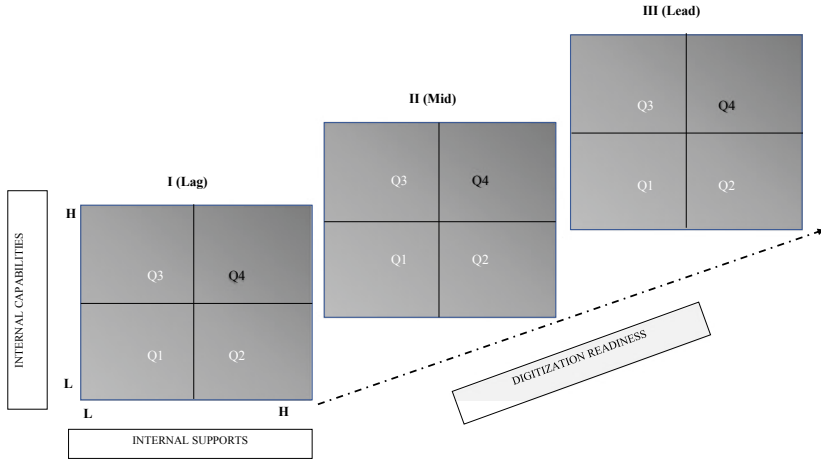 III (Lead)
Q3 Q4
Q1 Q2
II (Mid)
Q3 Q4
Q1 Q2
I (Lag)
H
Q3 Q4
Q1 Q2
L
L H
INTERNAL CAPABILITIES
INTERNAL SUPPORTS
DIGITIZATION READINESS